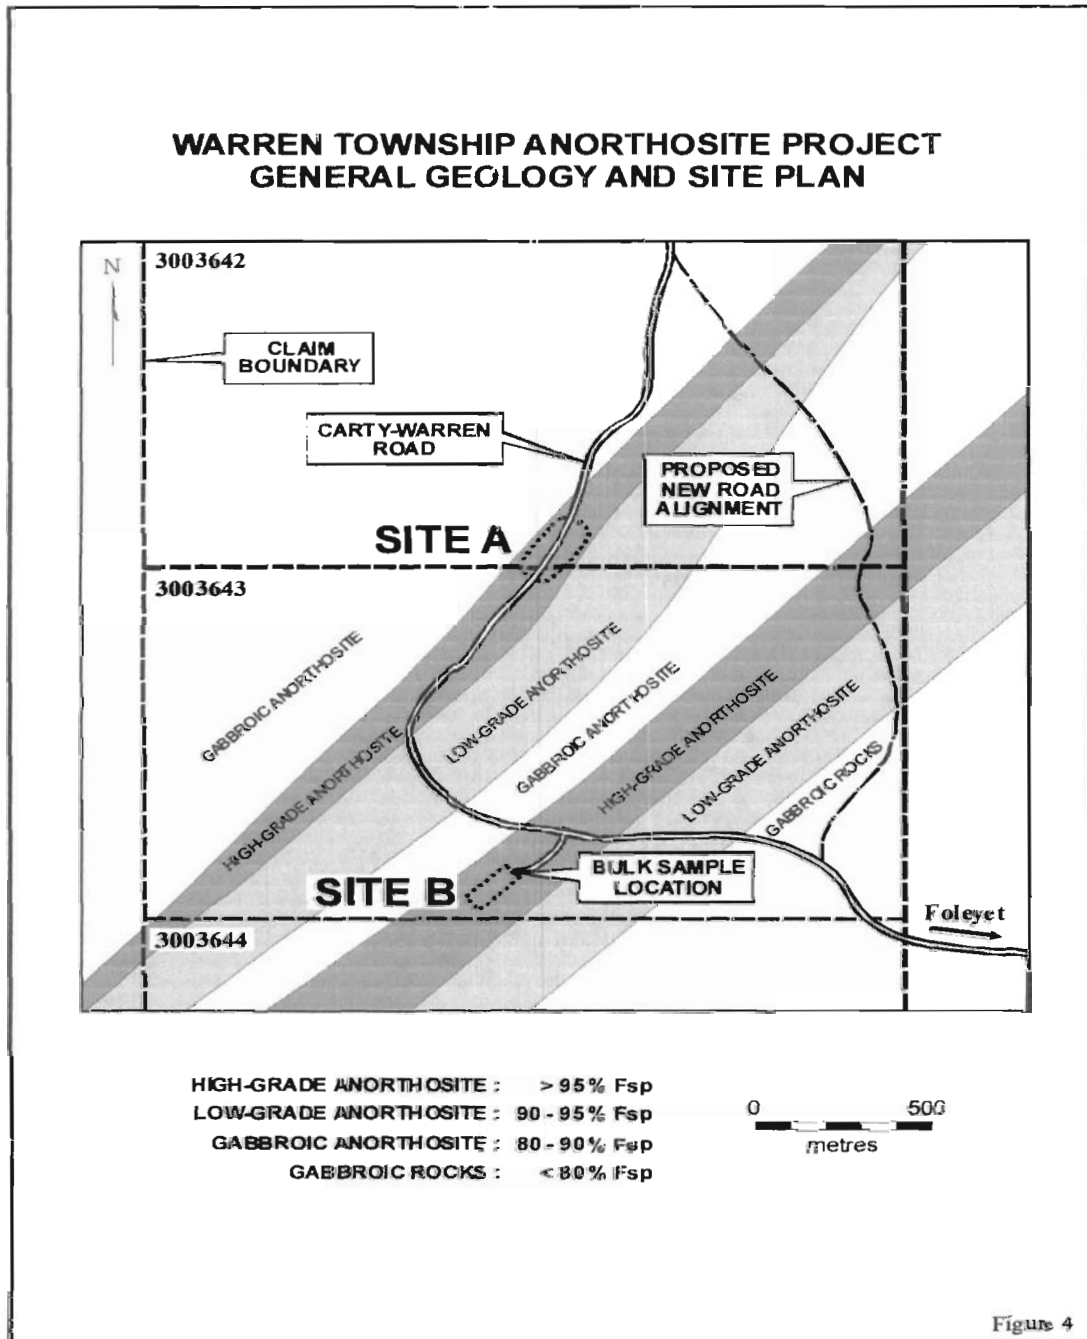 WARREN TOWNSHIP ANORTHOSITE PROJECT
GENERAL GEOLOGY AND SITE PLAN
N
3003642
CLAIM
BOUNDARY
CARTY-WARREN
ROAD
PROPOSED
NEW ROAD
ALIGNMENT
SITE A
3003643
GABBROIC ANORTHOSITE
HIGH-GRADE ANORTHOSITE
LOW-GRADE ANORTHOSITE
GABBROIC ANORTHOSITE
HIGH-GRADE ANORTHOSITE
LOW-GRADE ANORTHOSITE
GABBROIC ROCKS
SITE B
BULK SAMPLE
LOCATION
3003644
Foleyet
HIGH-GRADE ANORTHOSITE : > 95% Fsp
LOW-GRADE ANORTHOSITE : 90-95% Fsp
GABBROIC ANORTHOSITE : 80-90% Fsp
GABBROIC ROCKS : < 80% Fsp
0 500
metres
Figure 4